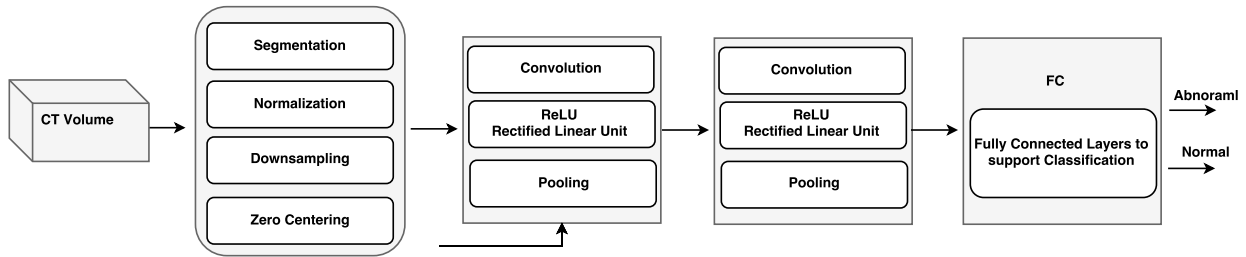 CT Volume
Segmentation
Normalization
Downsampling
Zero Centering
Convolution
ReLU
Rectified Linear Unit
Pooling
Convolution
ReLU
Rectified Linear Unit
Pooling
FC
Fully Connected Layers to
support Classification
Abnoraml
Normal